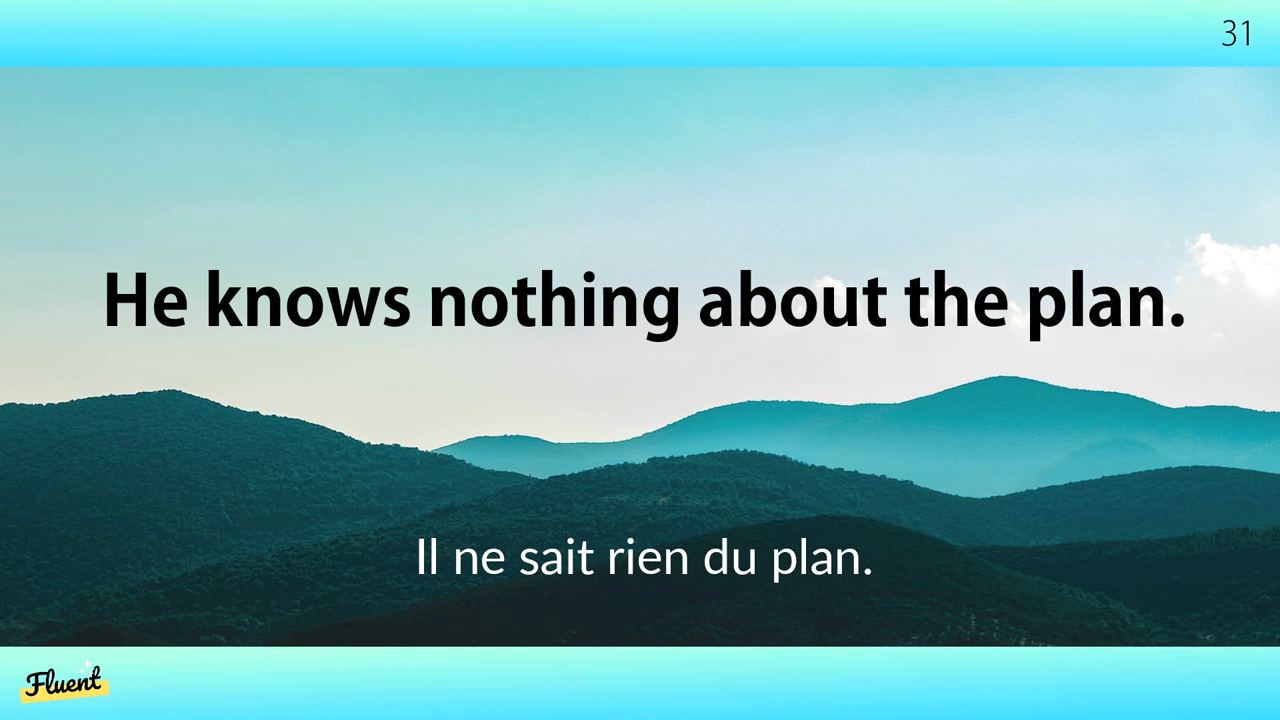 31
He knows nothing about the plan.
Il ne sait rien du plan.
Fluent